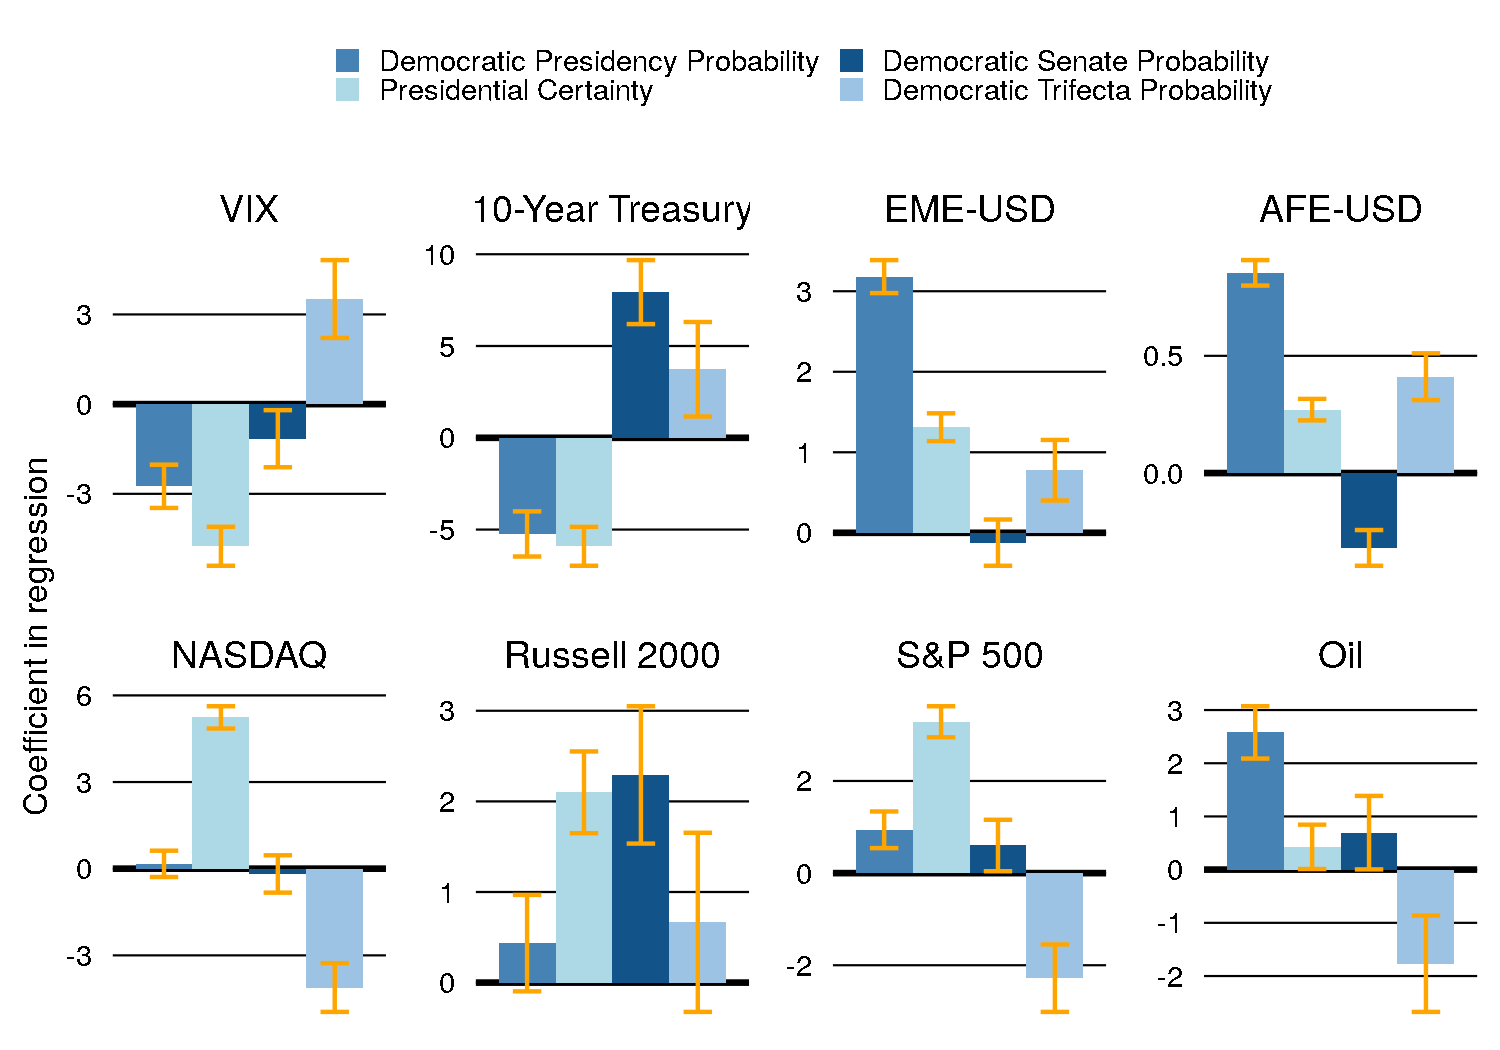 Democratic Presidency Probability
Democratic Senate Probability
Presidential Certainty
Democratic Trifecta Probability
VIX
10-Year Treasury
EME-USD
AFE-USD
3
0
-3
10
5
0
-5
3
2
1
0
0.5
0.0
Coefficient in regression
NASDAQ
Russell 2000
S&P 500
Oil
6
3
0
-3
3
2
1
0
2
0
-2
3
2
1
0
-1
-2